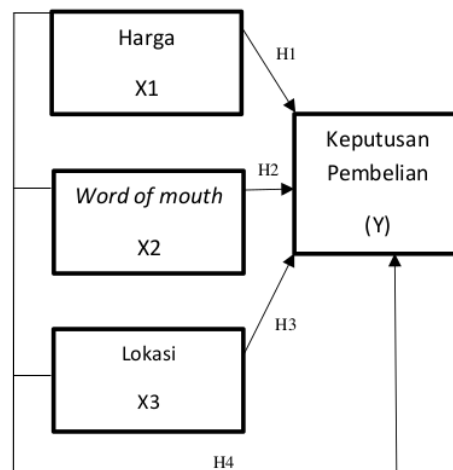 Harga
X1
H1
Keputusan
Pembelian
(Y)
H2
Word of mouth
X2
H3
Lokasi
X3
H4